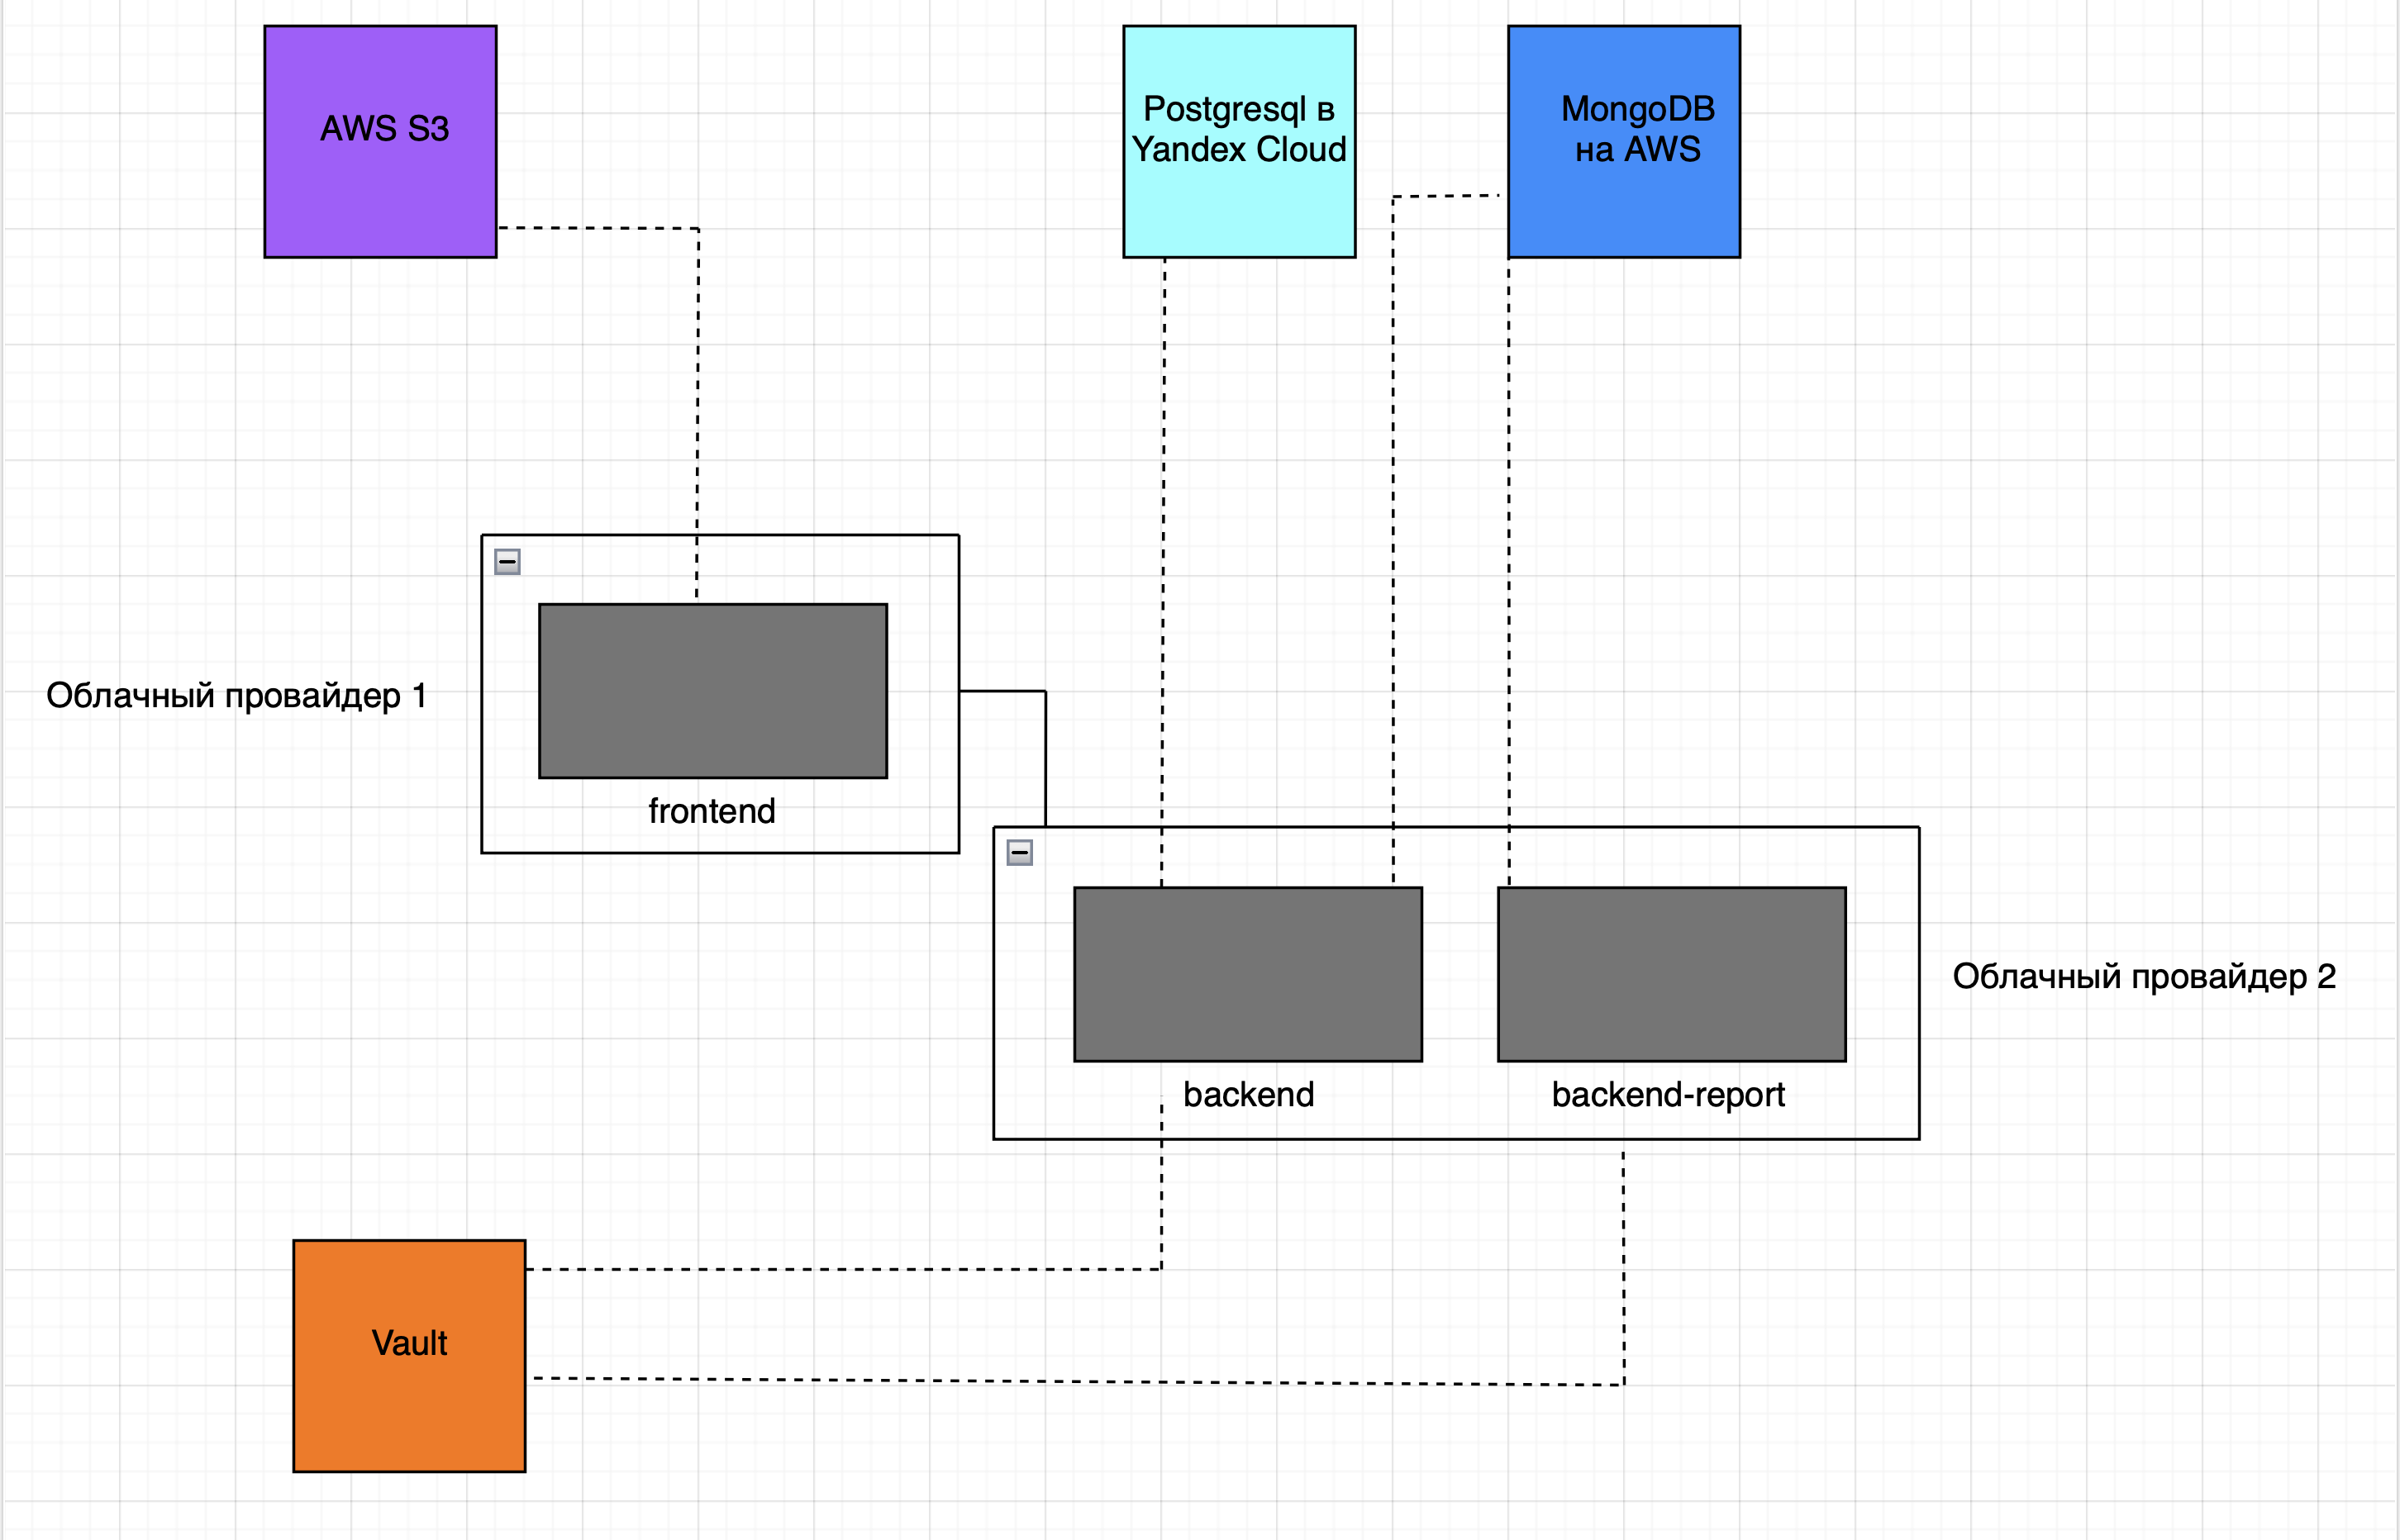 AWS S3
Postgresql в
Yandex Cloud
MongoDB
на AWS
Облачный провайдер 1
frontend
backend
backend-report
Облачный провайдер 2
Vault